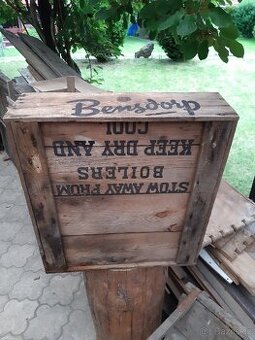 Bensdorp
STOW AWAY FROM
BOILERS
KEEP DRY AND
COOL